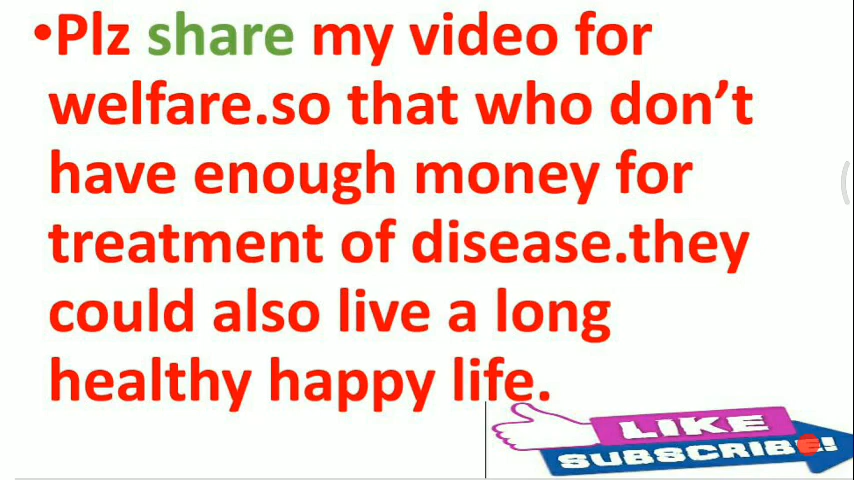 •Plz share my video for
welfare.so that who don’t
have enough money for
treatment of disease.they
could also live a long
healthy happy life.
LIKE
SUBSCRIBE!